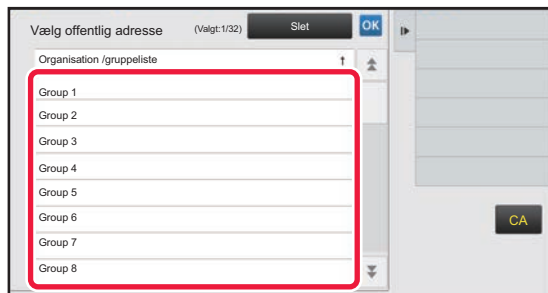 Vælg offentlig adresse (Valgt:1/32) Slet OK
Organisation /gruppeliste ↑
Group 1
Group 2
Group 3
Group 4
Group 5
Group 6
Group 7
Group 8
CA